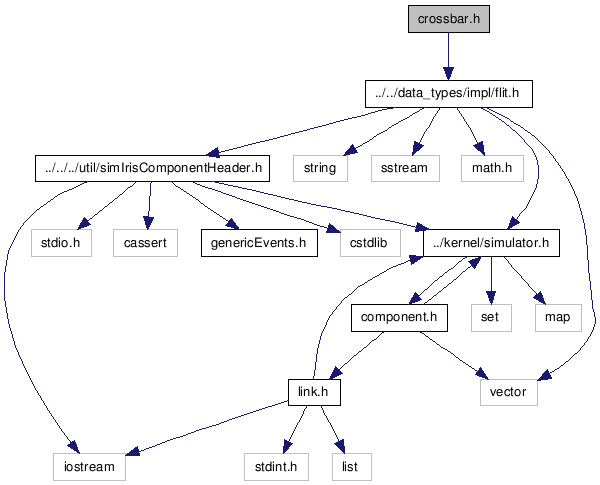 crossbar.h
../../data_types/impl/flit.h
../../../util/simIrisComponentHeader.h
string
sstream
math.h
stdio.h
cassert
genericEvents.h
cstdlib
../kernel/simulator.h
component.h
set
map
link.h
vector
iostream
stdint.h
list